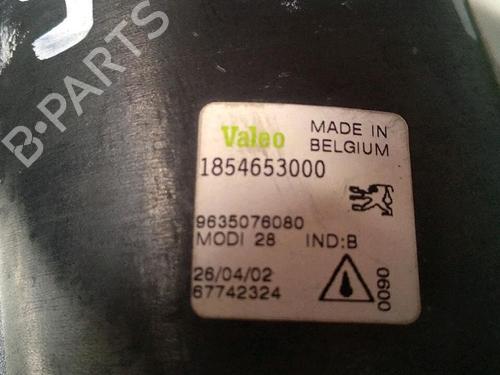 B-PARTS
Valeo
MADE IN
BELGIUM
1854653000
9635076080
MODI 28 IND:B
26/04/02
67742324
0090